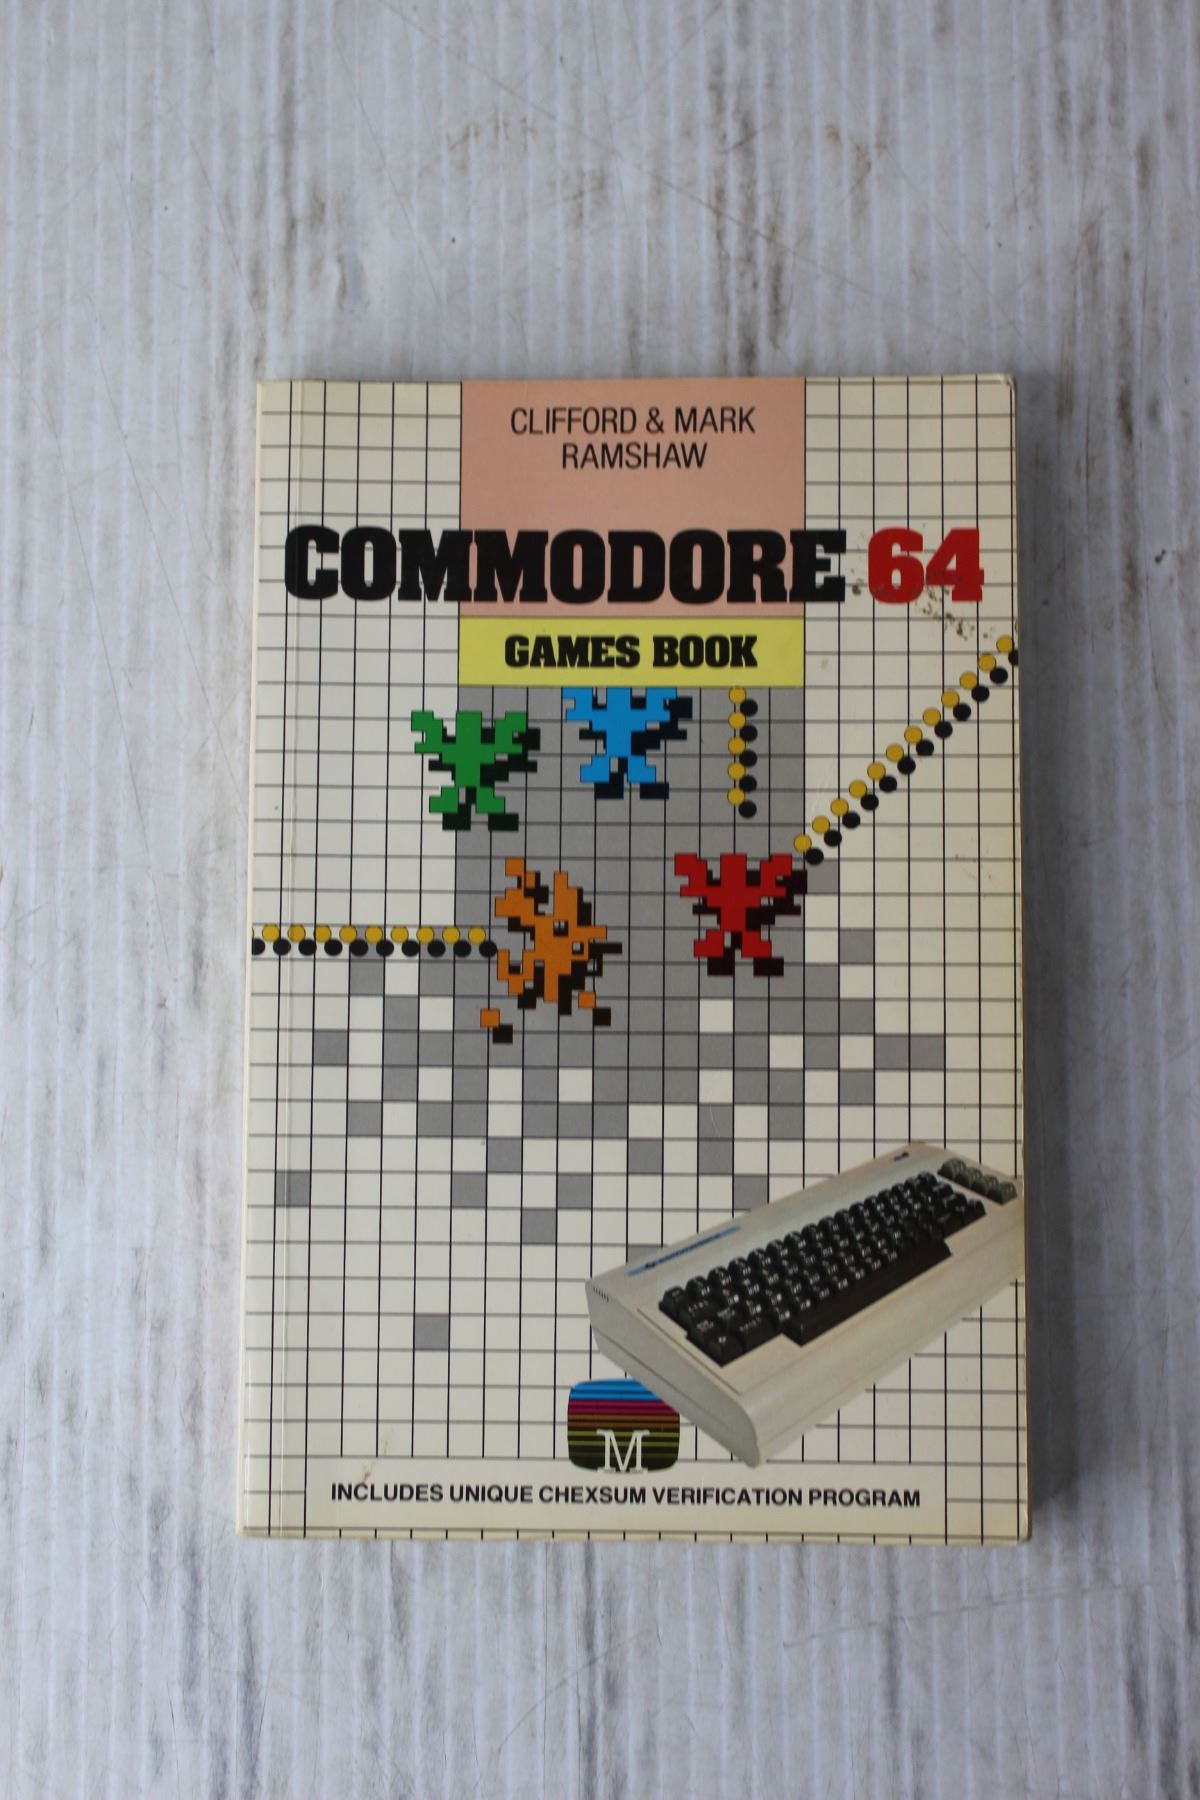 CLIFFORD & MARK
RAMSHAW
COMMODORE 64
GAMES BOOK
M
INCLUDES UNIQUE CHEXSUM VERIFICATION PROGRAM